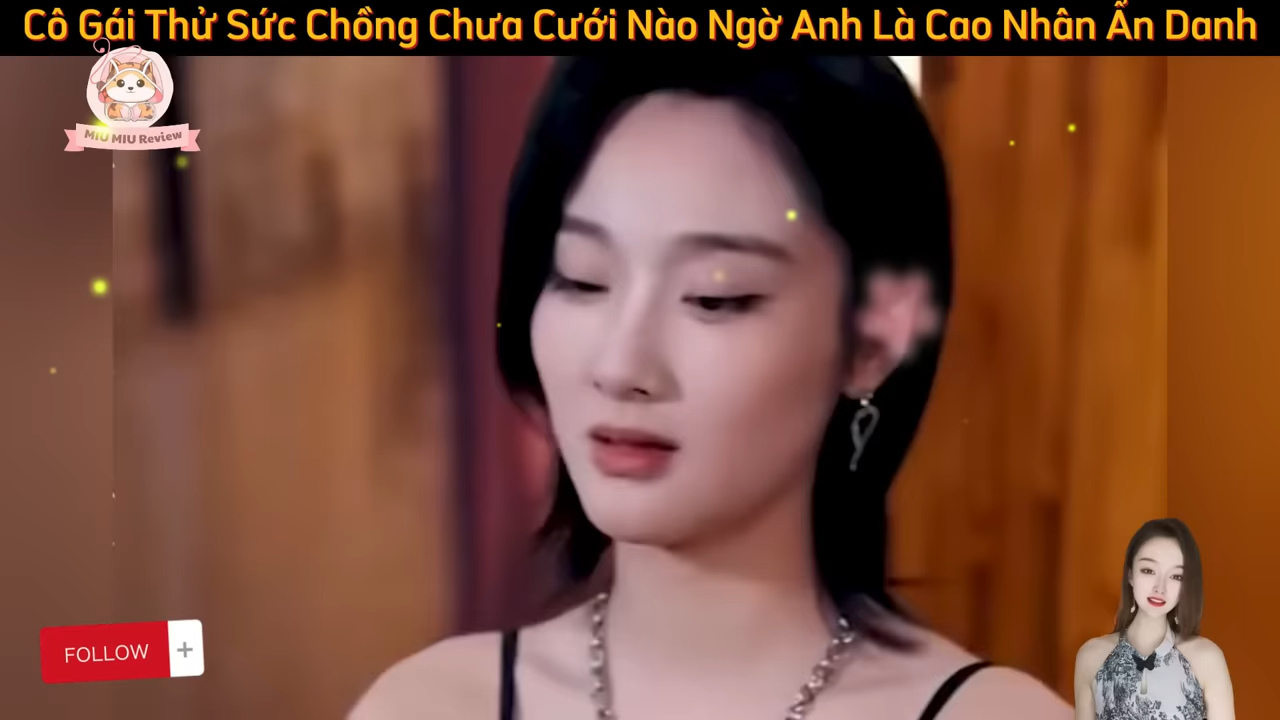 Cô Gái Thử Sức Chồng Chưa Cưới Nào Ngờ Anh Là Cao Nhân Ẩn Danh
MIU MIU Review
FOLLOW +